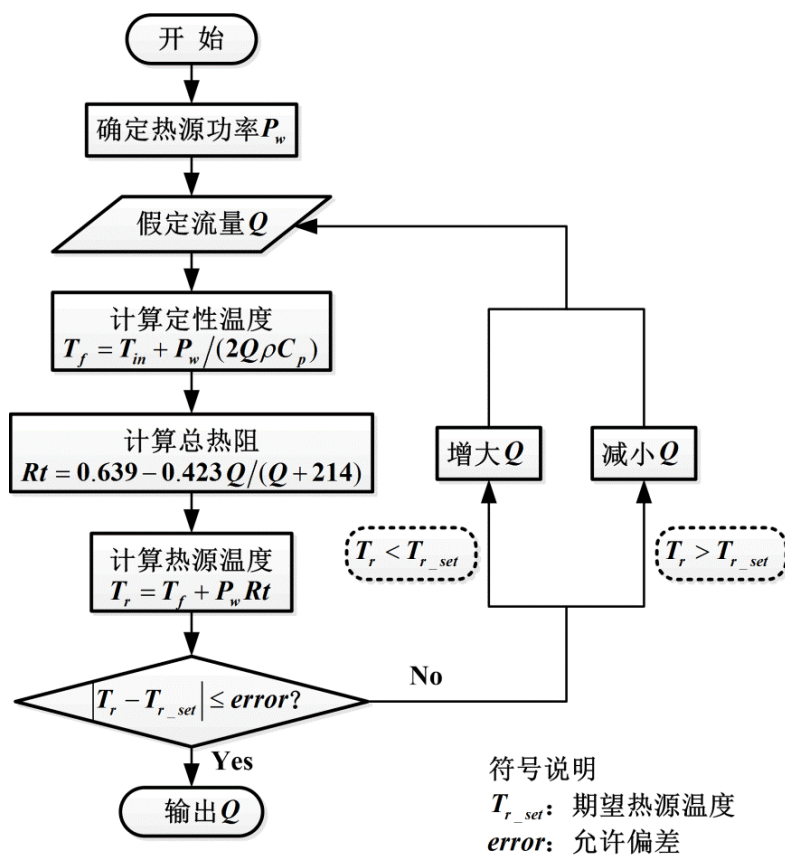 开 始
确定热源功率P_w
假定流量Q
计算定性温度
T_f = T_in + P_w/(2QρC_p)
计算总热阻
Rt = 0.639 − 0.423Q/(Q + 214)
计算热源温度
T_r = T_f + P_w Rt
|T_r − T_r_set| ≤ error?
Yes
输出Q
No
增大Q
减小Q
T_r < T_r_set
T_r > T_r_set
符号说明
T_r_set: 期望热源温度
error: 允许偏差